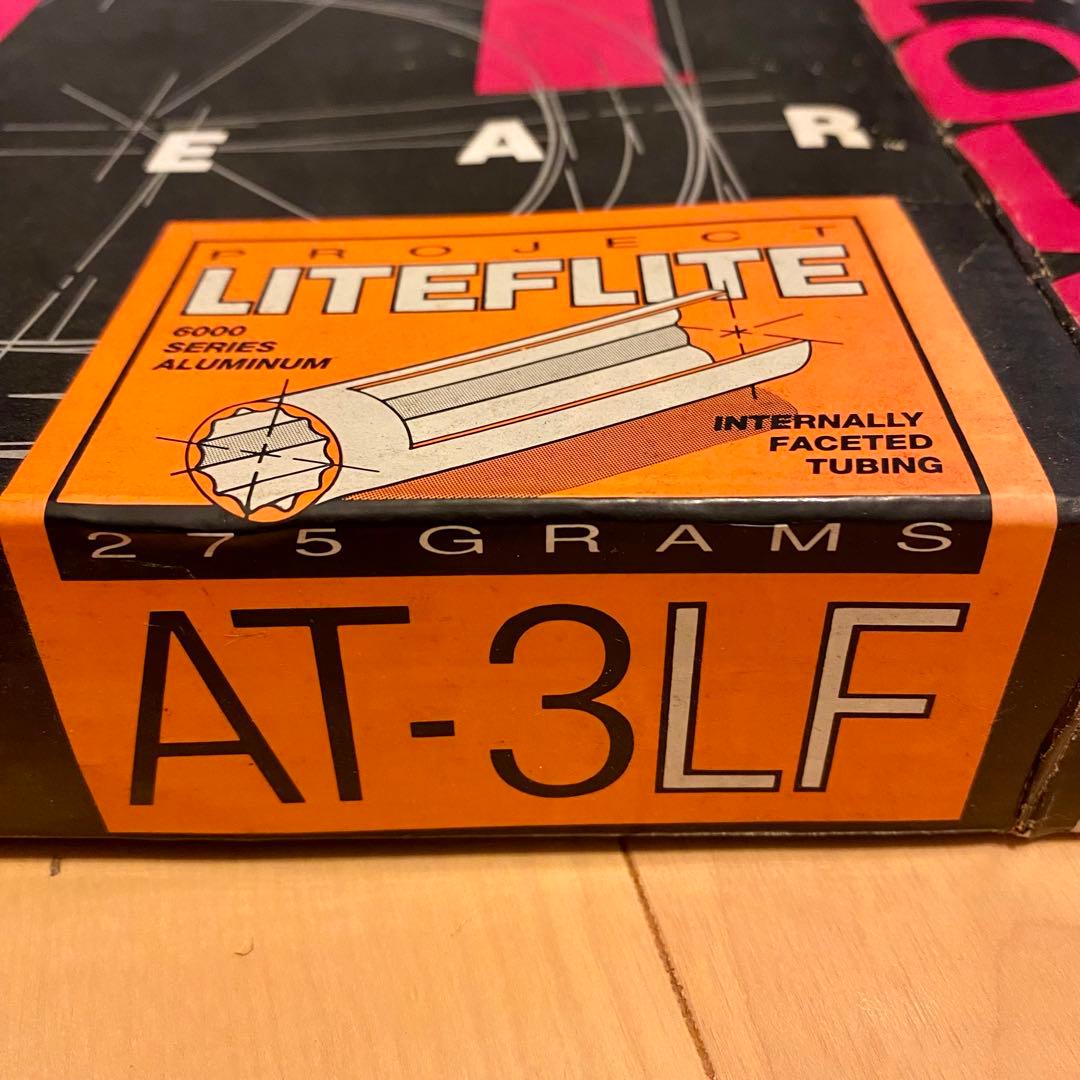 E A R
PROJECT
LITEFLITE
6000
SERIES
ALUMINUM
INTERNALLY
FACETED
TUBING
275 GRAMS
AT-3LF